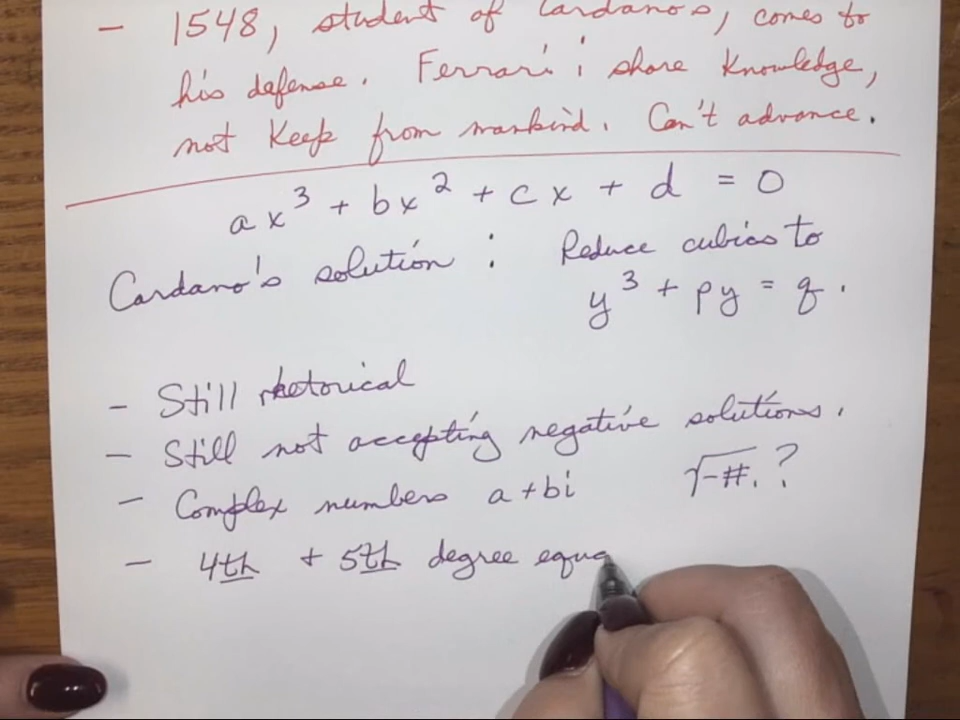 - 1548, student of Cardano's, comes to
his defense. Ferrari; share knowledge,
not keep from mankind. Can't advance.
ax³ + bx² + cx + d = 0
Cardano's solution : Reduce cubics to
y³ + py = q.
- Still rhetorical
- Still not accepting negative solutions.
- Complex numbers a+bi √-#. ?
- 4th + 5th degree equa